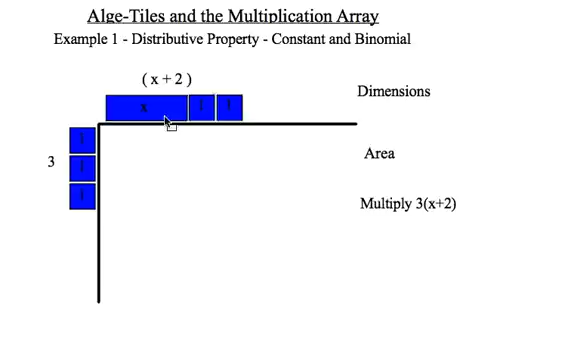 Alge-Tiles and the Multiplication Array
Example 1 - Distributive Property - Constant and Binomial
( x + 2 )
Dimensions
x 1 1
1
Area
3 1
1
Multiply 3(x+2)